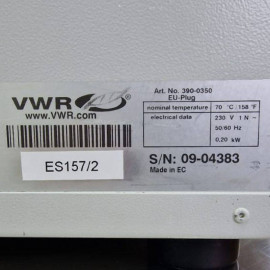 VWR
www.VWR.com
ES157/2
Art. No. 390-0350
EU-Plug
nominal temperature 70 °C 158 °F
electrical data 230 V 1 N ~
50/60 Hz
0,20 kW
S/N: 09-04383
Made in EC